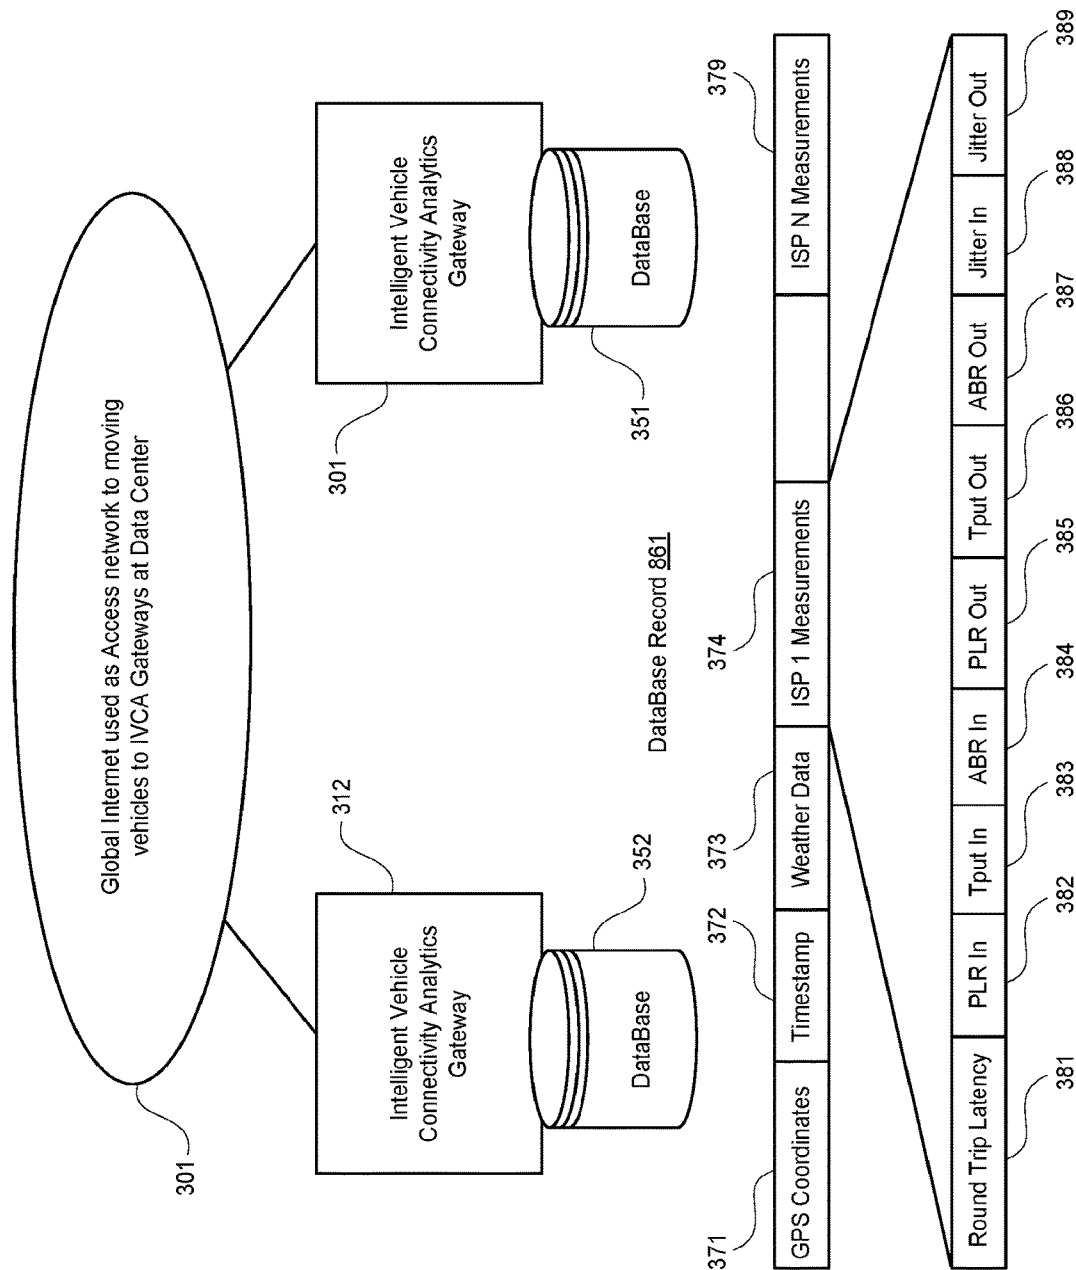 Global Internet used as Access network to moving
vehicles to IVCA Gateways at Data Center
301
312
Intelligent Vehicle
Connectivity Analytics
Gateway
301
Intelligent Vehicle
Connectivity Analytics
Gateway
352
DataBase
351
DataBase
DataBase Record 861
371
372
373
374
379
GPS Coordinates
Timestamp
Weather Data
ISP 1 Measurements
ISP N Measurements
Round Trip Latency
PLR In
Tput In
ABR In
PLR Out
Tput Out
ABR Out
Jitter In
Jitter Out
381
382
383
384
385
386
387
388
389